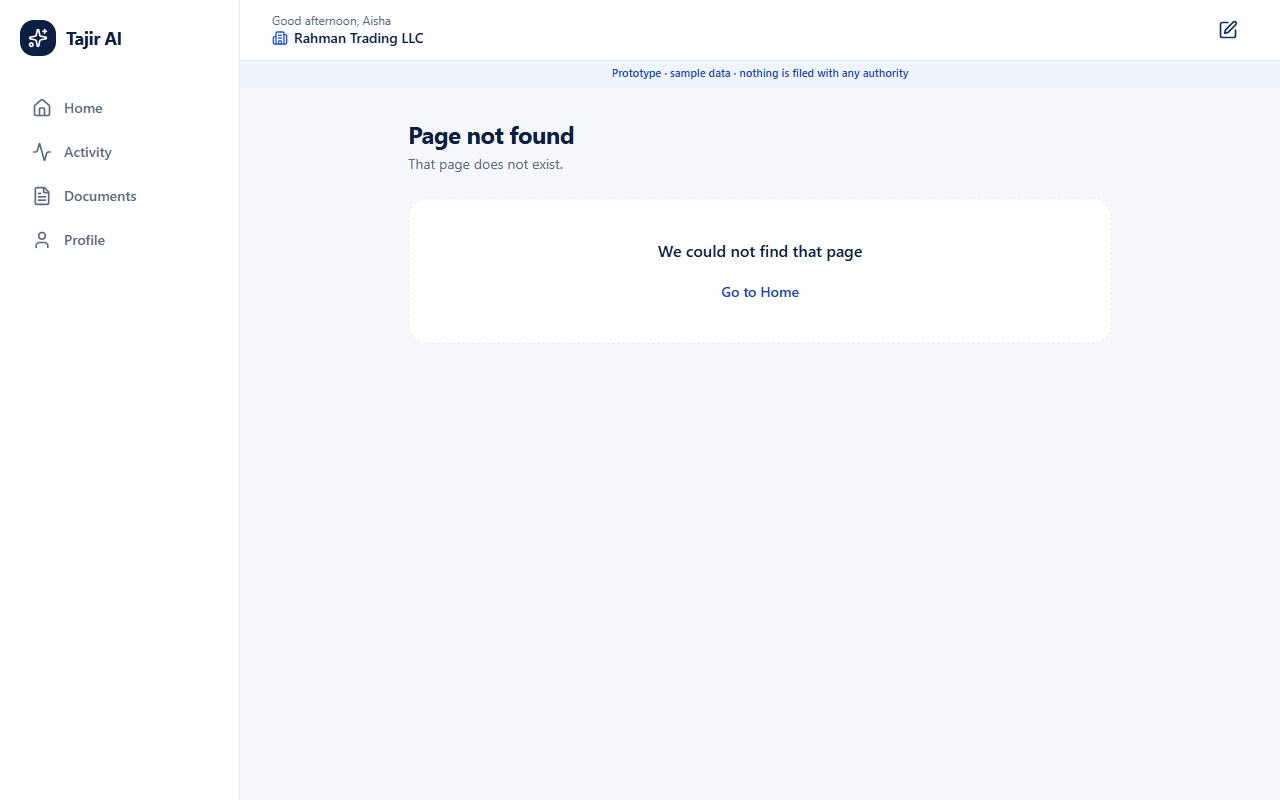 Tajir AI
Home
Activity
Documents
Profile
Good afternoon, Aisha
Rahman Trading LLC
Prototype · sample data · nothing is filed with any authority
Page not found
That page does not exist.
We could not find that page
Go to Home